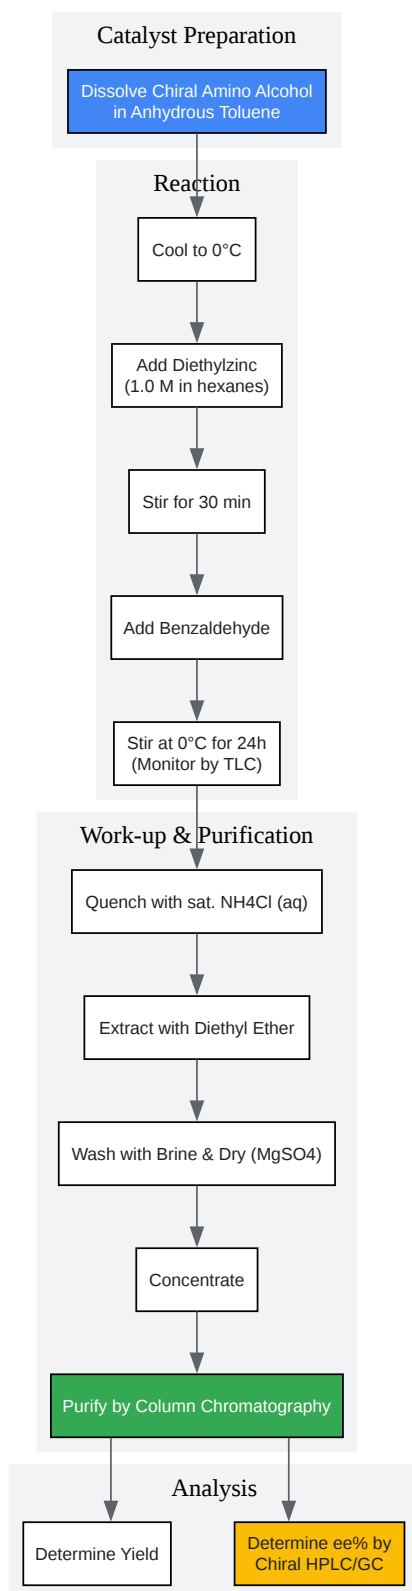 Catalyst Preparation
Dissolve Chiral Amino Alcohol
in Anhydrous Toluene
Reaction
Cool to 0°C
Add Diethylzinc
(1.0 M in hexanes)
Stir for 30 min
Add Benzaldehyde
Stir at 0°C for 24h
(Monitor by TLC)
Work-up & Purification
Quench with sat. NH4Cl (aq)
Extract with Diethyl Ether
Wash with Brine & Dry (MgSO4)
Concentrate
Purify by Column Chromatography
Analysis
Determine Yield
Determine ee% by
Chiral HPLC/GC